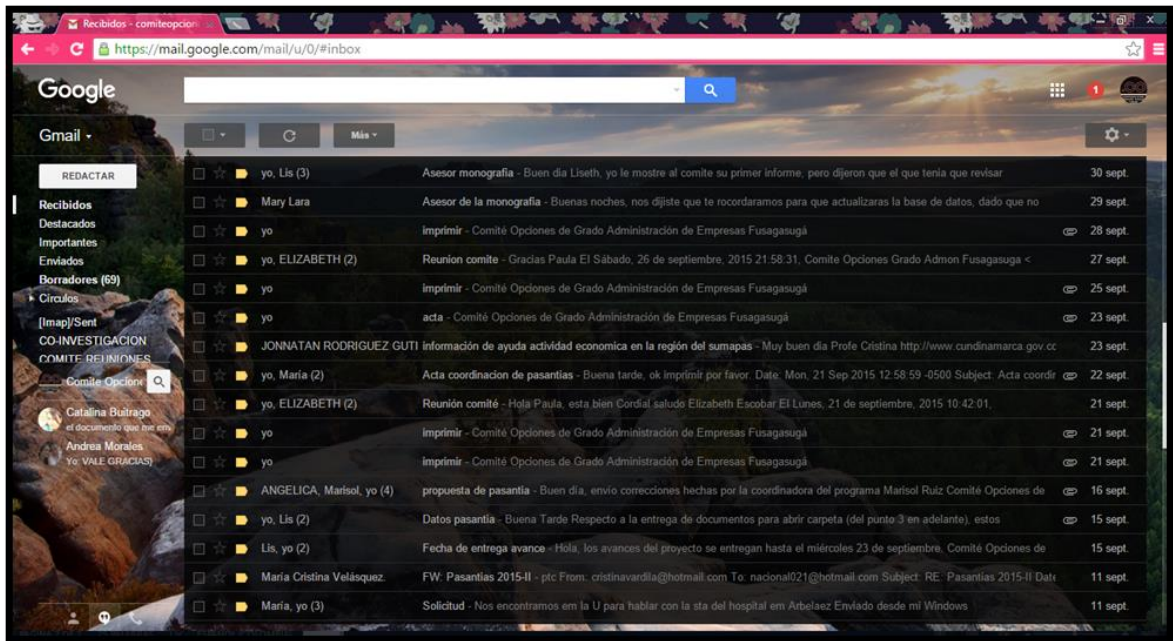 Recibidos - comiteopcion
https://mail.google.com/mail/u/0/#inbox
Google
1
Gmail
Más
REDACTAR
Recibidos
Destacados
Importantes
Enviados
Borradores (69)
Círculos
[Imap]/Sent
CO-INVESTIGACION
COMITE REUNIONES
Comite Opcione
Catalina Buitrago
el documento que me env
Andrea Morales
Yo: VALE GRACIAS)
yo, Lis (3) Asesor monografia - Buen dia Liseth, yo le mostre al comite su primer informe, pero dijeron que el que tenia que revisar 30 sept.
Mary Lara Asesor de la monografía - Buenas noches, nos dijiste que te recordaramos para que actualizaras la base de datos, dado que no 29 sept.
yo imprimir - Comité Opciones de Grado Administración de Empresas Fusagasugá 28 sept.
yo, ELIZABETH (2) Reunion comite - Gracias Paula El Sábado, 26 de septiembre, 2015 21:58:31, Comite Opciones Grado Admon Fusagasuga < 27 sept.
yo imprimir - Comité Opciones de Grado Administración de Empresas Fusagasugá 25 sept.
yo acta - Comité Opciones de Grado Administración de Empresas Fusagasugá 23 sept.
JONNATAN RODRIGUEZ GUTI información de ayuda actividad economica en la región del sumapas - Muy buen dia Profe Cristina http://www.cundinamarca.gov.cc 23 sept.
yo, María (2) Acta coordinacion de pasantias - Buena tarde, ok imprimir por favor. Date: Mon, 21 Sep 2015 12:58:59 -0500 Subject: Acta coordir 22 sept.
yo, ELIZABETH (2) Reunión comité - Hola Paula, esta bien Cordial saludo Elizabeth Escobar El Lunes, 21 de septiembre, 2015 10:42:01, 21 sept.
yo imprimir - Comité Opciones de Grado Administración de Empresas Fusagasugá 21 sept.
yo imprimir - Comité Opciones de Grado Administración de Empresas Fusagasugá 21 sept.
ANGELICA, Marisol, yo (4) propuesta de pasantia - Buen día, envío correcciones hechas por la coordinadora del programa Marisol Ruiz Comité Opciones de 16 sept.
yo, Lis (2) Datos pasantia - Buena Tarde Respecto a la entrega de documentos para abrir carpeta (del punto 3 en adelante), estos 15 sept.
Lis, yo (2) Fecha de entrega avance - Hola, los avances del proyecto se entregan hasta el miércoles 23 de septiembre. Comité Opciones de 15 sept.
María Cristina Velásquez. FW: Pasantias 2015-II - ptc From: cristinavardila@hotmail.com To: nacional021@hotmail.com Subject: RE: Pasantias 2015-II Date 11 sept.
María, yo (3) Solicitud - Nos encontramos em la U para hablar con la sta del hospital em Arbelaez Enviado desde mi Windows 11 sept.